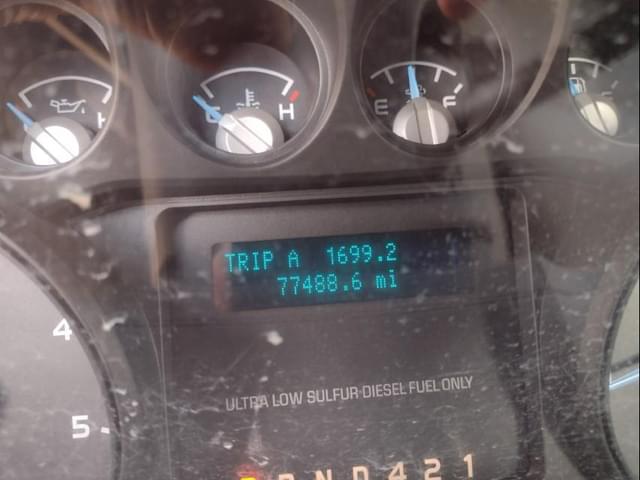 H
C H
E F
TRIP A 1699.2
77488.6 mi
4
ULTRA LOW SULFUR DIESEL FUEL ONLY
5
R N D 4 2 1